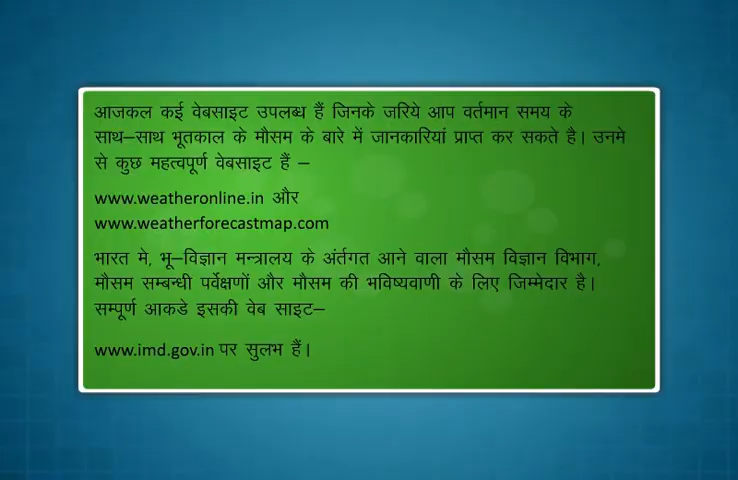 आजकल कई वेबसाइट उपलब्ध हैं जिनके जरिये आप वर्तमान समय के
साथ–साथ भूतकाल के मौसम के बारे में जानकारियां प्राप्त कर सकते है। उनमे
से कुछ महत्वपूर्ण वेबसाइट हैं –
www.weatheronline.in और
www.weatherforecastmap.com
भारत मे, भू–विज्ञान मन्त्रालय के अंर्तगत आने वाला मौसम विज्ञान विभाग,
मौसम सम्बन्धी पर्वेक्षणों और मौसम की भविष्यवाणी के लिए जिम्मेदार है।
सम्पूर्ण आकडे इसकी वेब साइट–
www.imd.gov.in पर सुलभ हैं।